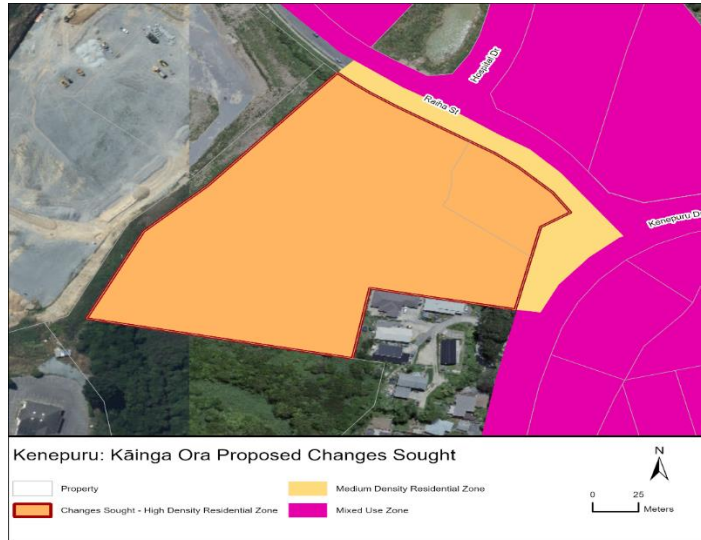 Hospital Dr
Raiha St
Kenepuru D
Kenepuru: Kāinga Ora Proposed Changes Sought
Property
Medium Density Residential Zone
Changes Sought - High Density Residential Zone
Mixed Use Zone
N
0 25
Meters